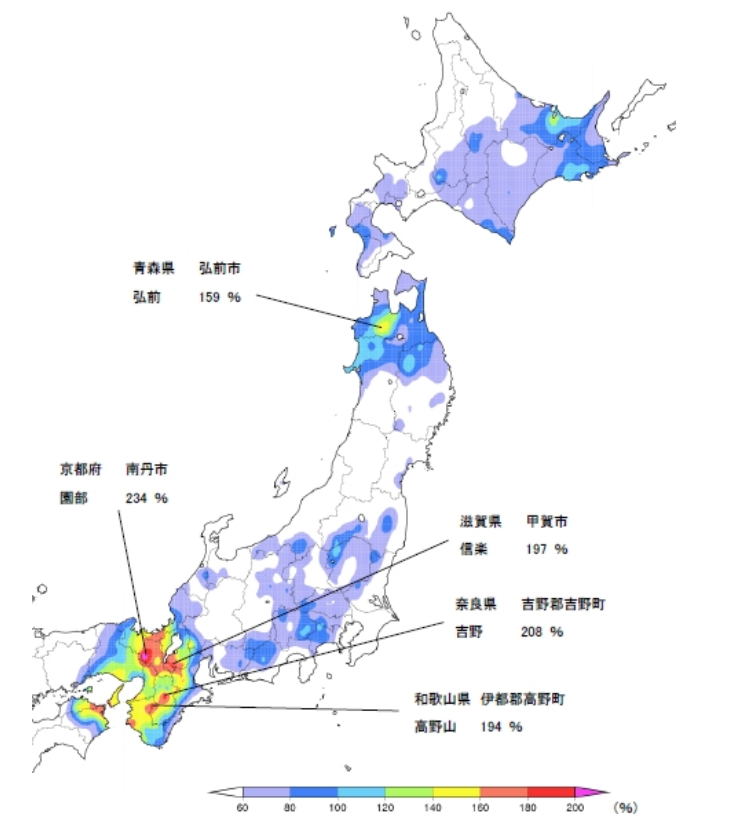 青森県 弘前市
弘前 159 %
京都府 南丹市
園部 234 %
滋賀県 甲賀市
信楽 197 %
奈良県 吉野郡吉野町
吉野 208 %
和歌山県 伊都郡高野町
高野山 194 %
60 80 100 120 140 160 180 200 (%)